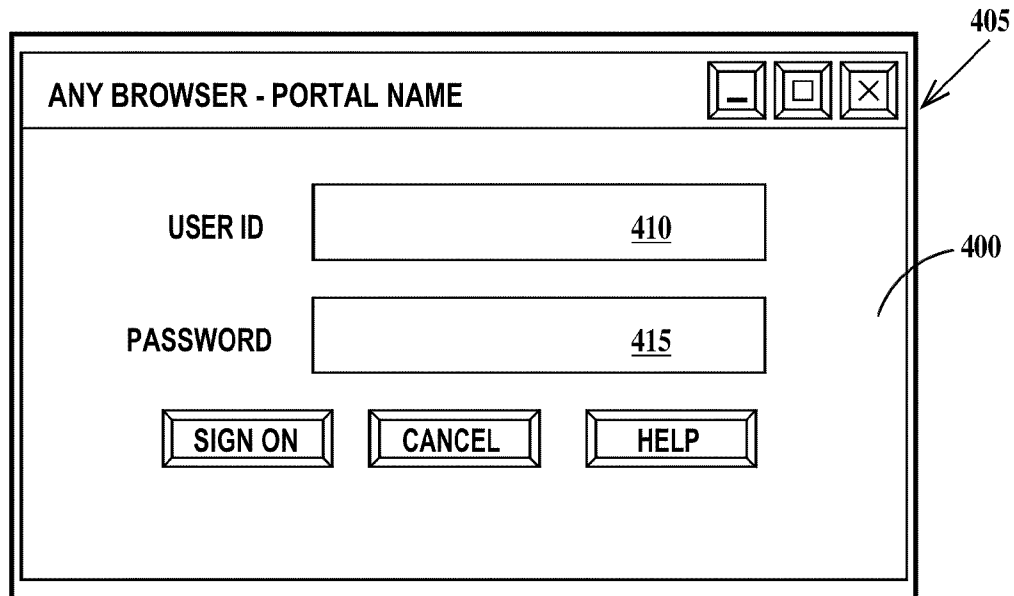 405
ANY BROWSER - PORTAL NAME
USER ID 410
400
PASSWORD 415
SIGN ON CANCEL HELP